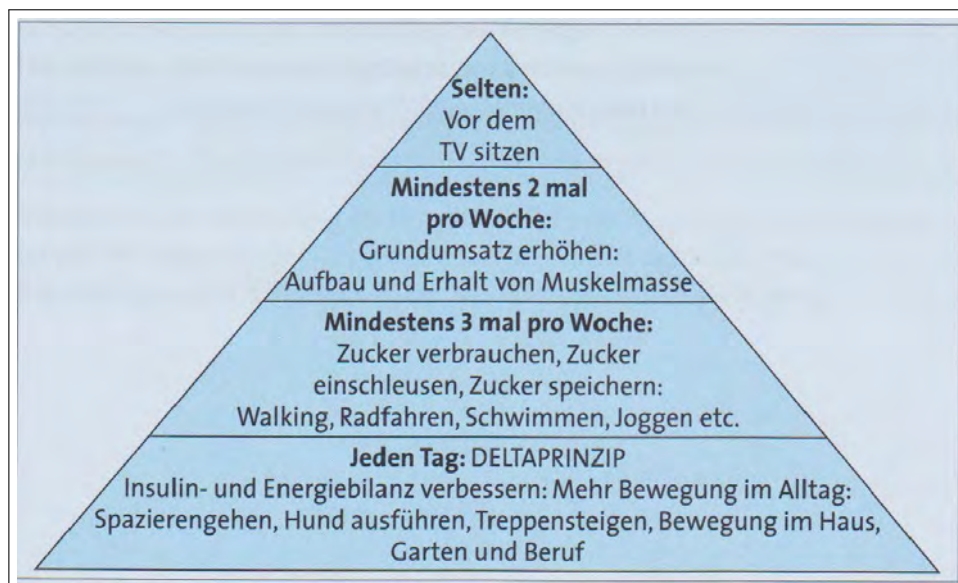 Selten:
Vor dem
TV sitzen
Mindestens 2 mal
pro Woche:
Grundumsatz erhöhen:
Aufbau und Erhalt von Muskelmasse
Mindestens 3 mal pro Woche:
Zucker verbrauchen, Zucker
einschleusen, Zucker speichern:
Walking, Radfahren, Schwimmen, Joggen etc.
Jeden Tag: DELTAPRINZIP
Insulin- und Energiebilanz verbessern: Mehr Bewegung im Alltag:
Spazierengehen, Hund ausführen, Treppensteigen, Bewegung im Haus,
Garten und Beruf